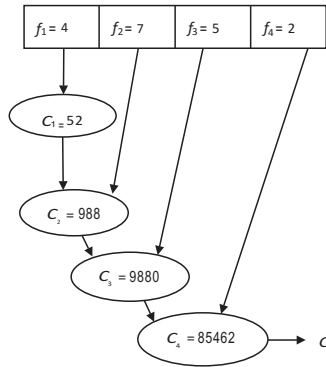 f₁ = 4 f₂ = 7 f₃ = 5 f₄ = 2
C₁ = 52
C₂ = 988
C₃ = 9880
C₄ = 85462
C